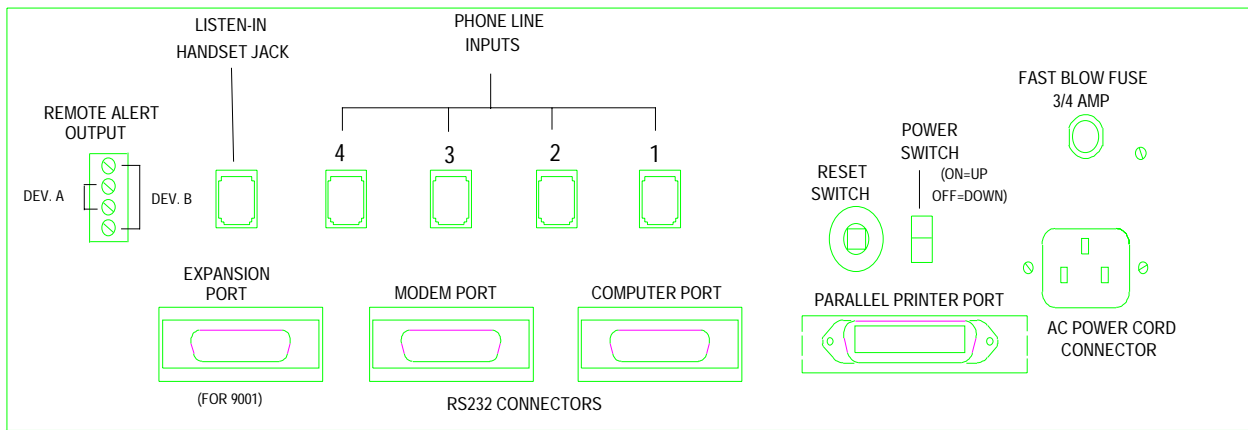 LISTEN-IN
HANDSET JACK
PHONE LINE
INPUTS
FAST BLOW FUSE
3/4 AMP
REMOTE ALERT
OUTPUT
POWER
SWITCH
(ON=UP
OFF=DOWN)
4
3
2
1
RESET
SWITCH
DEV. A
DEV. B
EXPANSION
PORT
MODEM PORT
COMPUTER PORT
PARALLEL PRINTER PORT
AC POWER CORD
CONNECTOR
(FOR 9001)
RS232 CONNECTORS